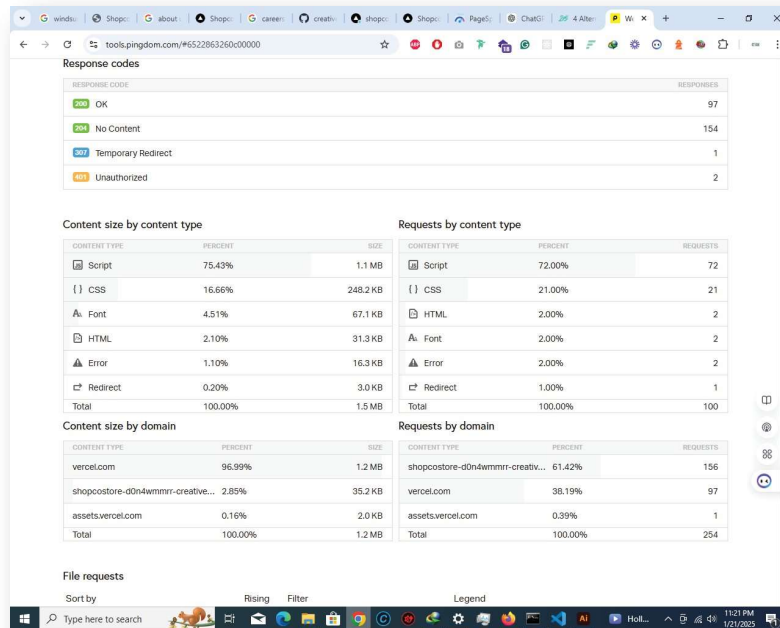 windsu
Shopco
about
Shopco
careen
creativ
shopco
Shopco
PageSp
ChatGP
4 Alter
tools.pingdom.com/#6522863260c00000
Response codes
RESPONSE CODE RESPONSES
200 OK 97
204 No Content 154
307 Temporary Redirect 1
401 Unauthorized 2
Content size by content type
CONTENT TYPE PERCENT SIZE
Script 75.43% 1.1 MB
{ } CSS 16.66% 248.2 KB
Font 4.51% 67.1 KB
HTML 2.10% 31.3 KB
Error 1.10% 16.3 KB
Redirect 0.20% 3.0 KB
Total 100.00% 1.5 MB
Requests by content type
CONTENT TYPE PERCENT REQUESTS
Script 72.00% 72
{ } CSS 21.00% 21
HTML 2.00% 2
Font 2.00% 2
Error 2.00% 2
Redirect 1.00% 1
Total 100.00% 100
Content size by domain
CONTENT TYPE PERCENT SIZE
vercel.com 96.99% 1.2 MB
shopcostore-d0n4wmmrr-creative... 2.85% 35.2 KB
assets.vercel.com 0.16% 2.0 KB
Total 100.00% 1.2 MB
Requests by domain
CONTENT TYPE PERCENT REQUESTS
shopcostore-d0n4wmmrr-creativ... 61.42% 156
vercel.com 38.19% 97
assets.vercel.com 0.39% 1
Total 100.00% 254
File requests
Sort by Rising Filter Legend
Type here to search
Holl...
11:21 PM
1/21/2025